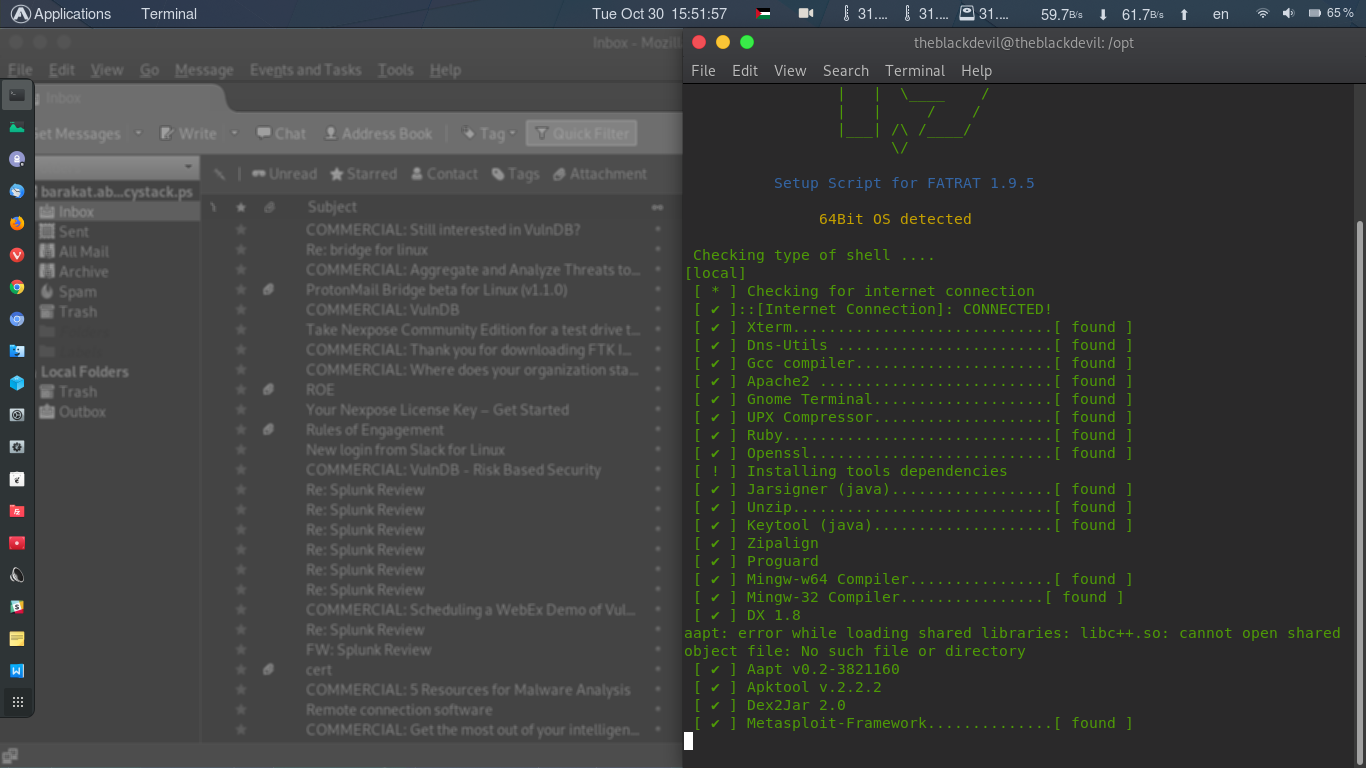 Applications Terminal Tue Oct 30 15:51:57 31.... 31.... 31.... 59.7B/s 61.7B/s en 65 %
Inbox - Mozil
File Edit View Go Message Events and Tasks Tools Help
Inbox
Get Messages Write Chat Address Book Tag Quick Filter
Unread Starred Contact Tags Attachment
barakat.ab...cystack.ps
Inbox
Sent
All Mail
Archive
Spam
Trash
Local Folders
Trash
Outbox
Subject
COMMERCIAL: Still interested in VulnDB?
Re: bridge for linux
COMMERCIAL: Aggregate and Analyze Threats to...
ProtonMail Bridge beta for Linux (v1.1.0)
COMMERCIAL: VulnDB
Take Nexpose Community Edition for a test drive t...
COMMERCIAL: Thank you for downloading FTK I...
COMMERCIAL: Where does your organization sta...
ROE
Your Nexpose License Key – Get Started
Rules of Engagement
New login from Slack for Linux
COMMERCIAL: VulnDB - Risk Based Security
Re: Splunk Review
Re: Splunk Review
Re: Splunk Review
Re: Splunk Review
Re: Splunk Review
Re: Splunk Review
COMMERCIAL: Scheduling a WebEx Demo of Vul...
Re: Splunk Review
FW: Splunk Review
cert
COMMERCIAL: 5 Resources for Malware Analysis
Remote connection software
COMMERCIAL: Get the most out of your intelligen...
theblackdevil@theblackdevil: /opt
File Edit View Search Terminal Help
Setup Script for FATRAT 1.9.5
64Bit OS detected
Checking type of shell ....
[local]
[ * ] Checking for internet connection
[ ✔ ]::[Internet Connection]: CONNECTED!
[ ✔ ] Xterm.............................[ found ]
[ ✔ ] Dns-Utils ........................[ found ]
[ ✔ ] Gcc compiler......................[ found ]
[ ✔ ] Apache2 ..........................[ found ]
[ ✔ ] Gnome Terminal....................[ found ]
[ ✔ ] UPX Compressor....................[ found ]
[ ✔ ] Ruby..............................[ found ]
[ ✔ ] Openssl...........................[ found ]
[ ! ] Installing tools dependencies
[ ✔ ] Jarsigner (java)..................[ found ]
[ ✔ ] Unzip.............................[ found ]
[ ✔ ] Keytool (java)....................[ found ]
[ ✔ ] Zipalign
[ ✔ ] Proguard
[ ✔ ] Mingw-w64 Compiler................[ found ]
[ ✔ ] Mingw-32 Compiler................[ found ]
[ ✔ ] DX 1.8
aapt: error while loading shared libraries: libc++.so: cannot open shared
object file: No such file or directory
[ ✔ ] Aapt v0.2-3821160
[ ✔ ] Apktool v.2.2.2
[ ✔ ] Dex2Jar 2.0
[ ✔ ] Metasploit-Framework..............[ found ]